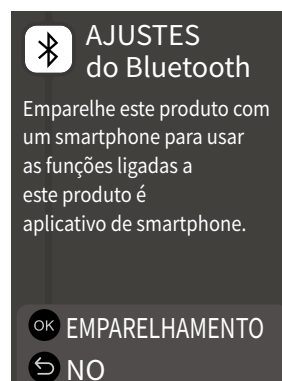 AJUSTES
do Bluetooth
Emparelhe este produto com
um smartphone para usar
as funções ligadas a
este produto é
aplicativo de smartphone.
OK EMPARELHAMENTO
NO